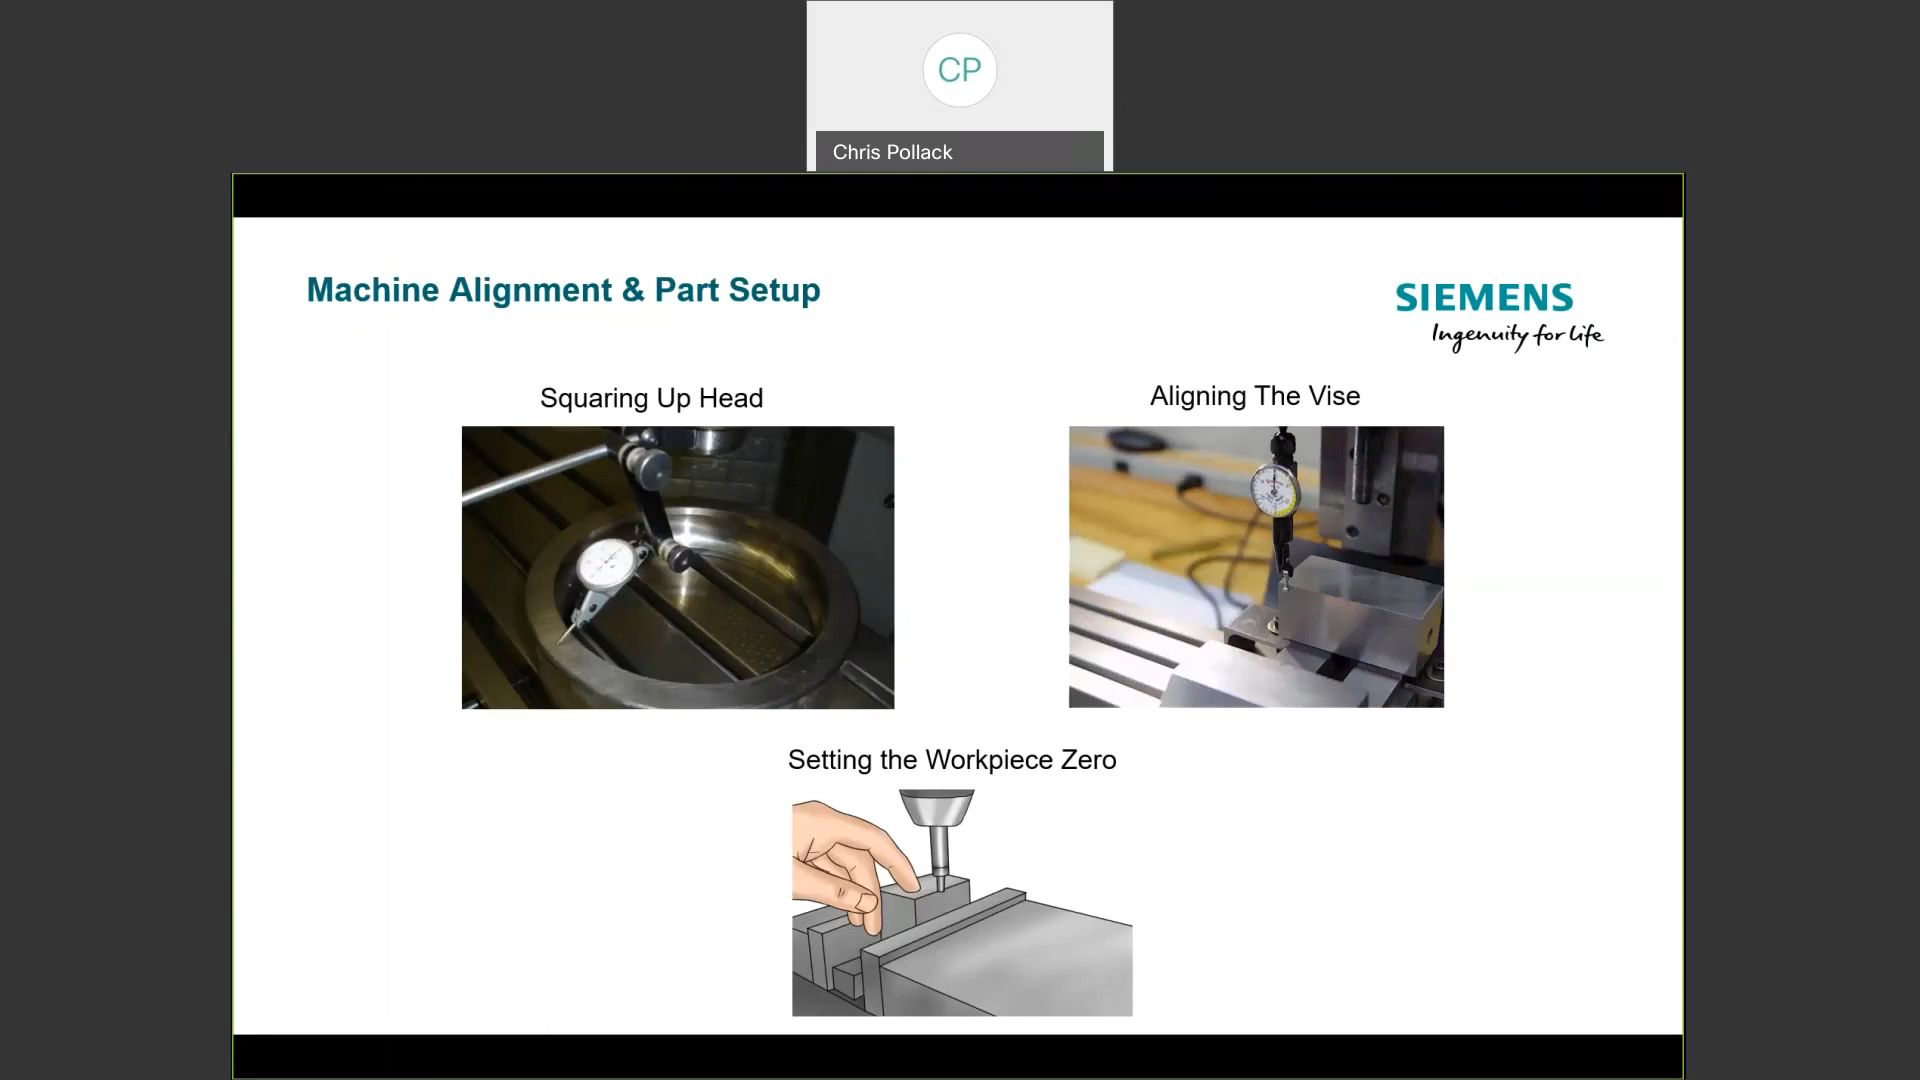 CP
Chris Pollack
Machine Alignment & Part Setup
SIEMENS
Ingenuity for life
Squaring Up Head
Aligning The Vise
Setting the Workpiece Zero